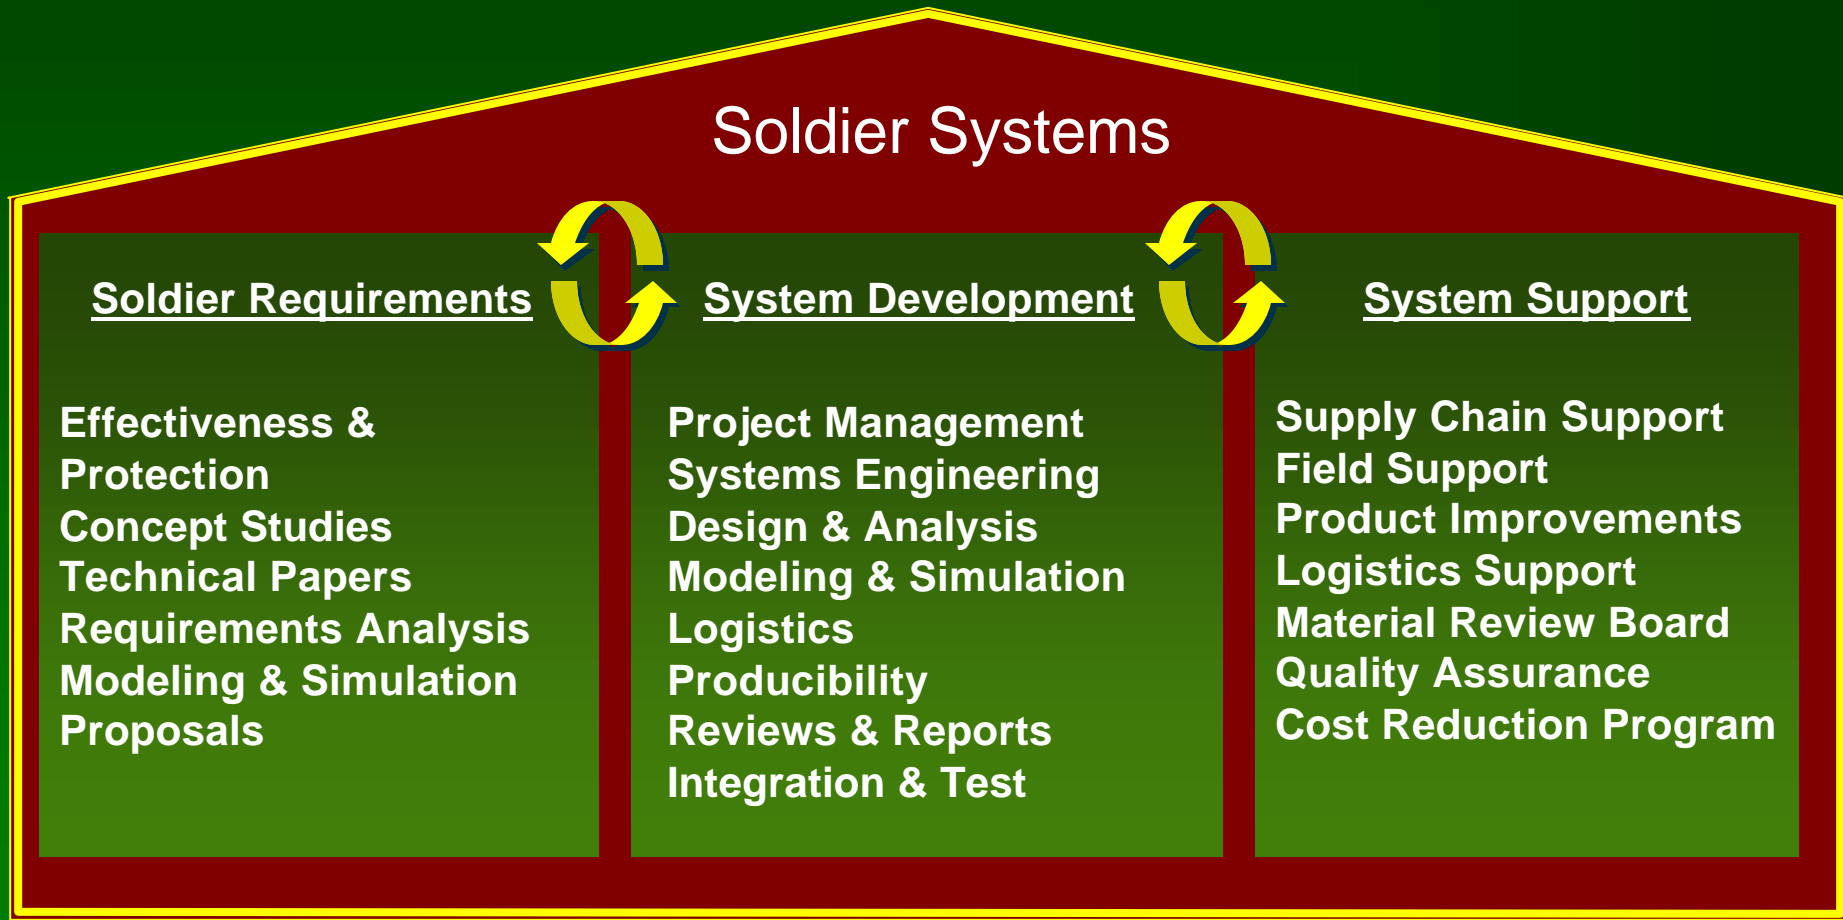 Soldier Systems
Soldier Requirements
Effectiveness &
Protection
Concept Studies
Technical Papers
Requirements Analysis
Modeling & Simulation
Proposals
System Development
Project Management
Systems Engineering
Design & Analysis
Modeling & Simulation
Logistics
Producibility
Reviews & Reports
Integration & Test
System Support
Supply Chain Support
Field Support
Product Improvements
Logistics Support
Material Review Board
Quality Assurance
Cost Reduction Program